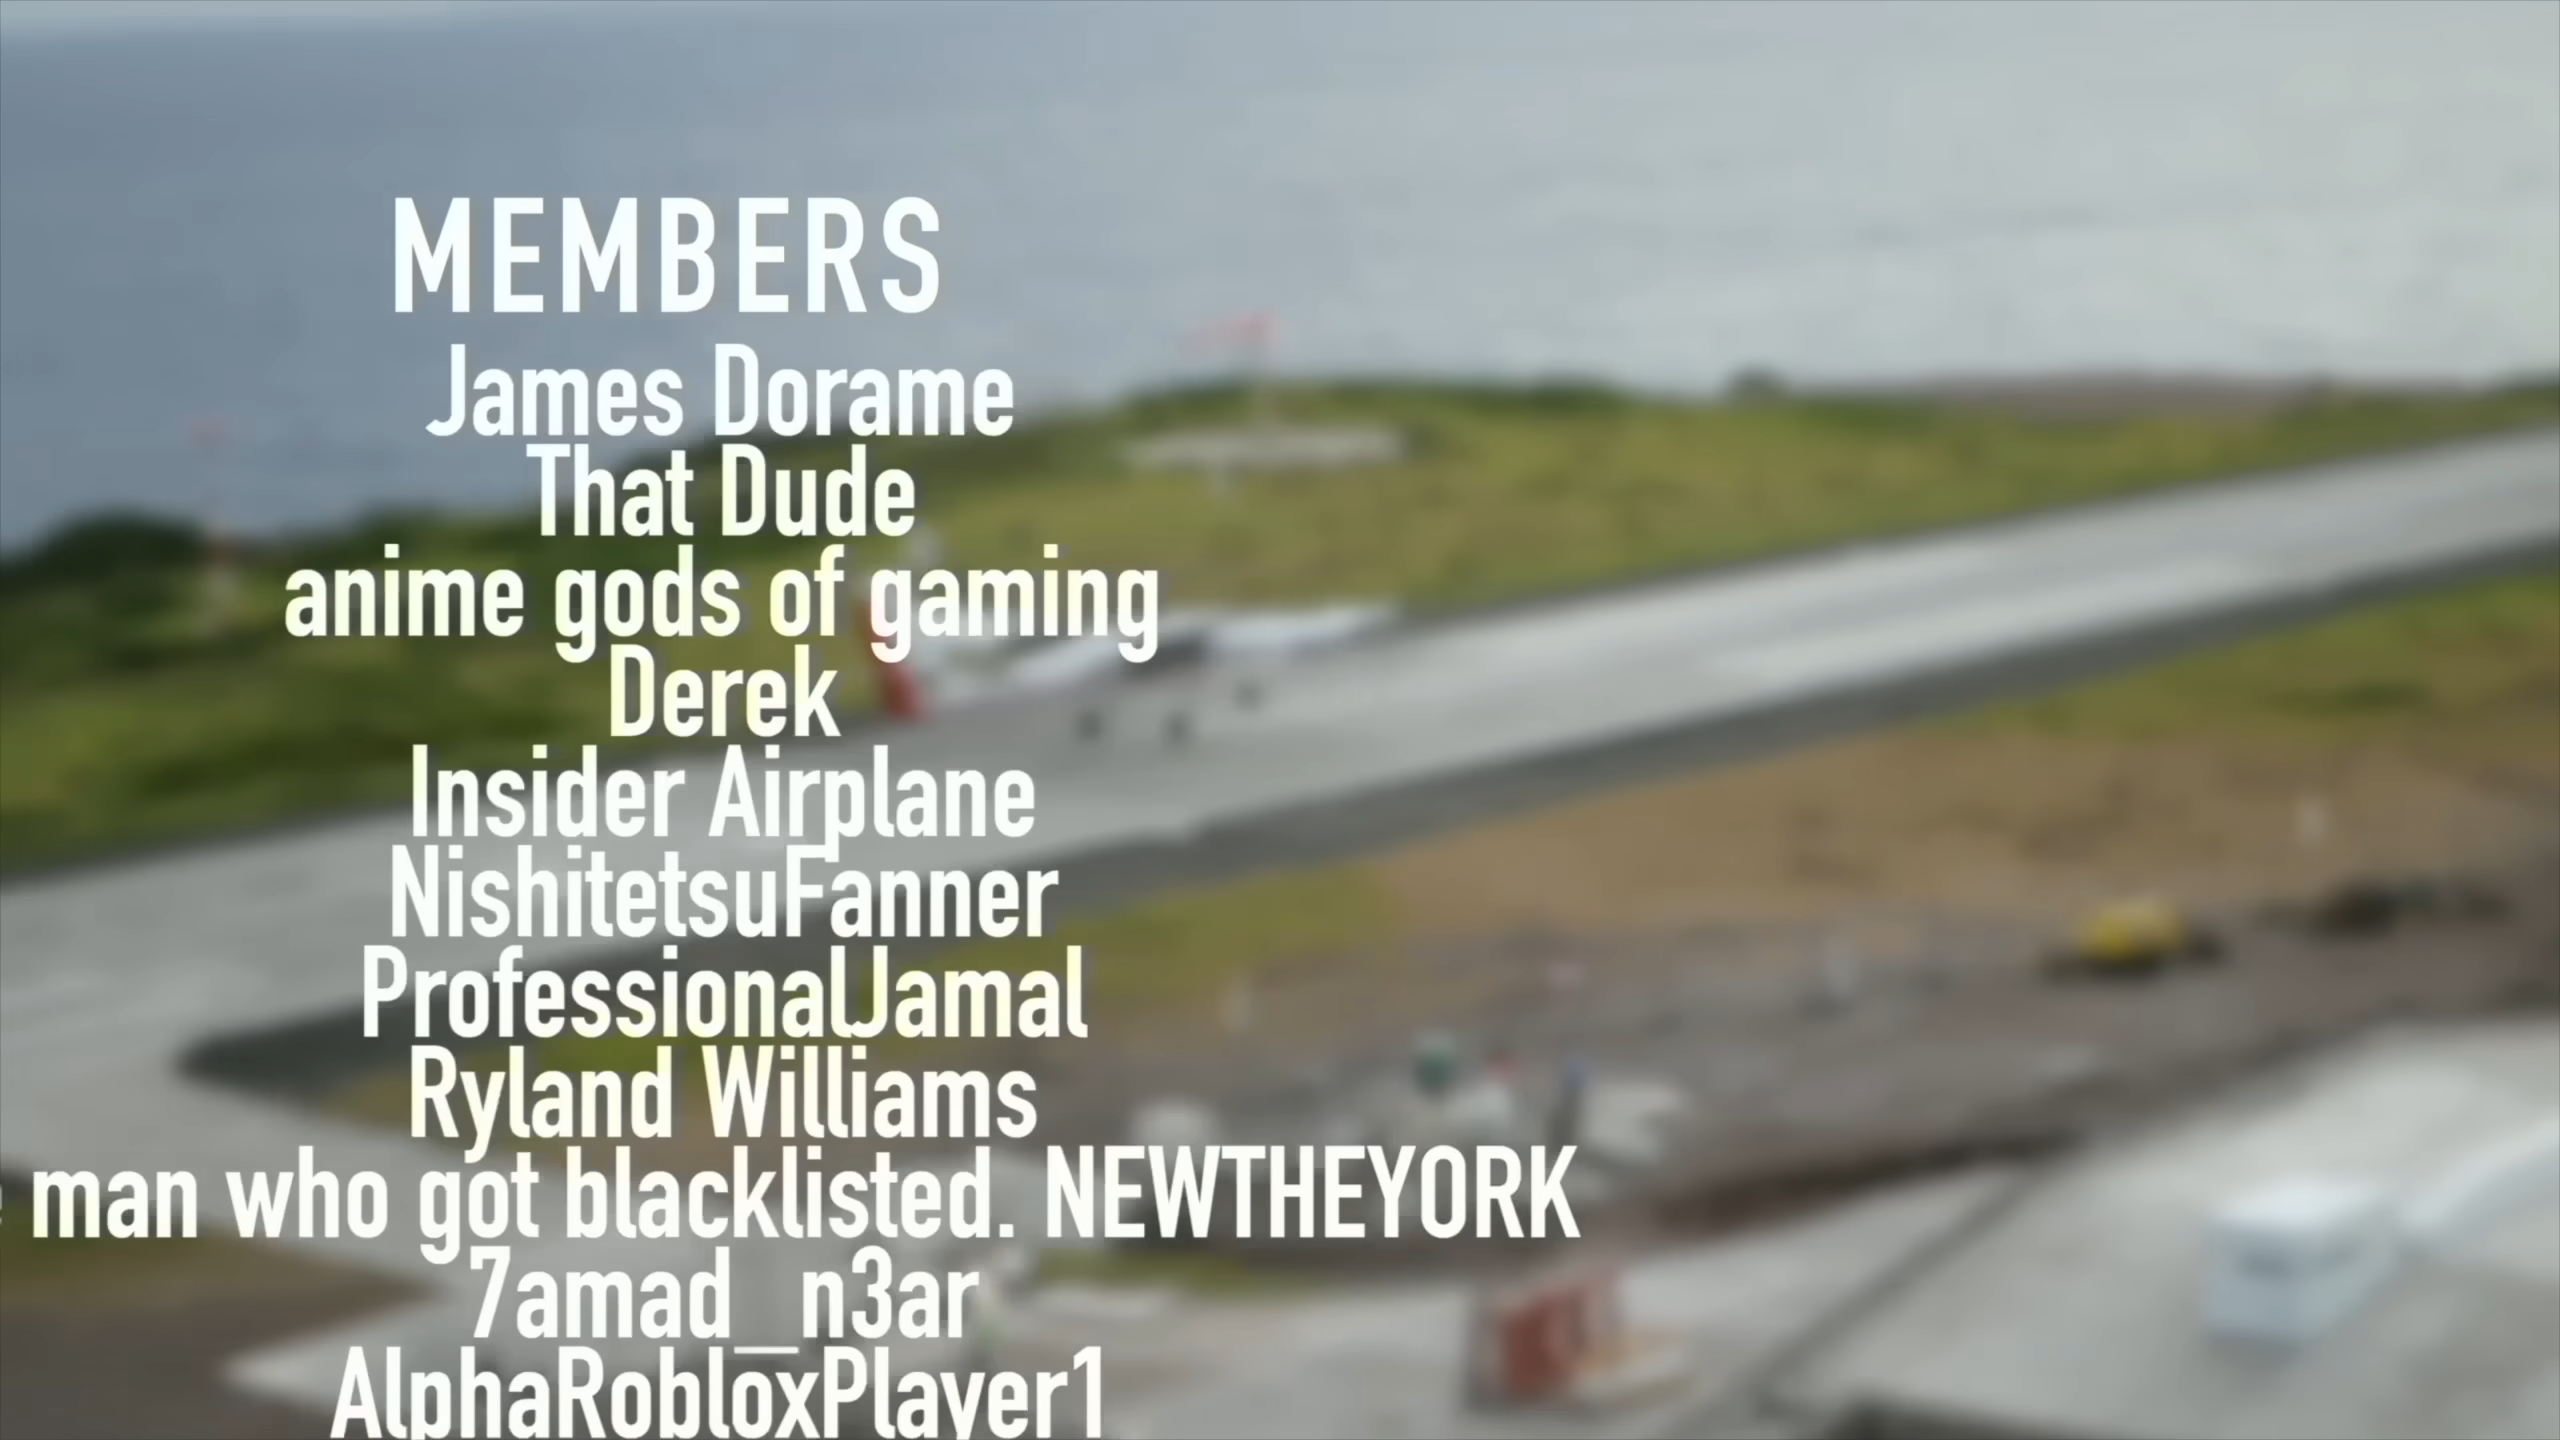 MEMBERS
James Dorame
That Dude
anime gods of gaming
Derek
Insider Airplane
NishitetsuFanner
ProfessionalJamal
Ryland Williams
man who got blacklisted. NEWTHEYORK
7amad_n3ar
AlphaRobloxPlayer1